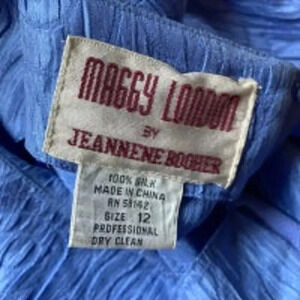 MAGGY LONDON
BY
JEANNENE BOOHER
100% SILK
MADE IN CHINA
RN 58142
SIZE 12
PROFESSIONAL
DRY CLEAN